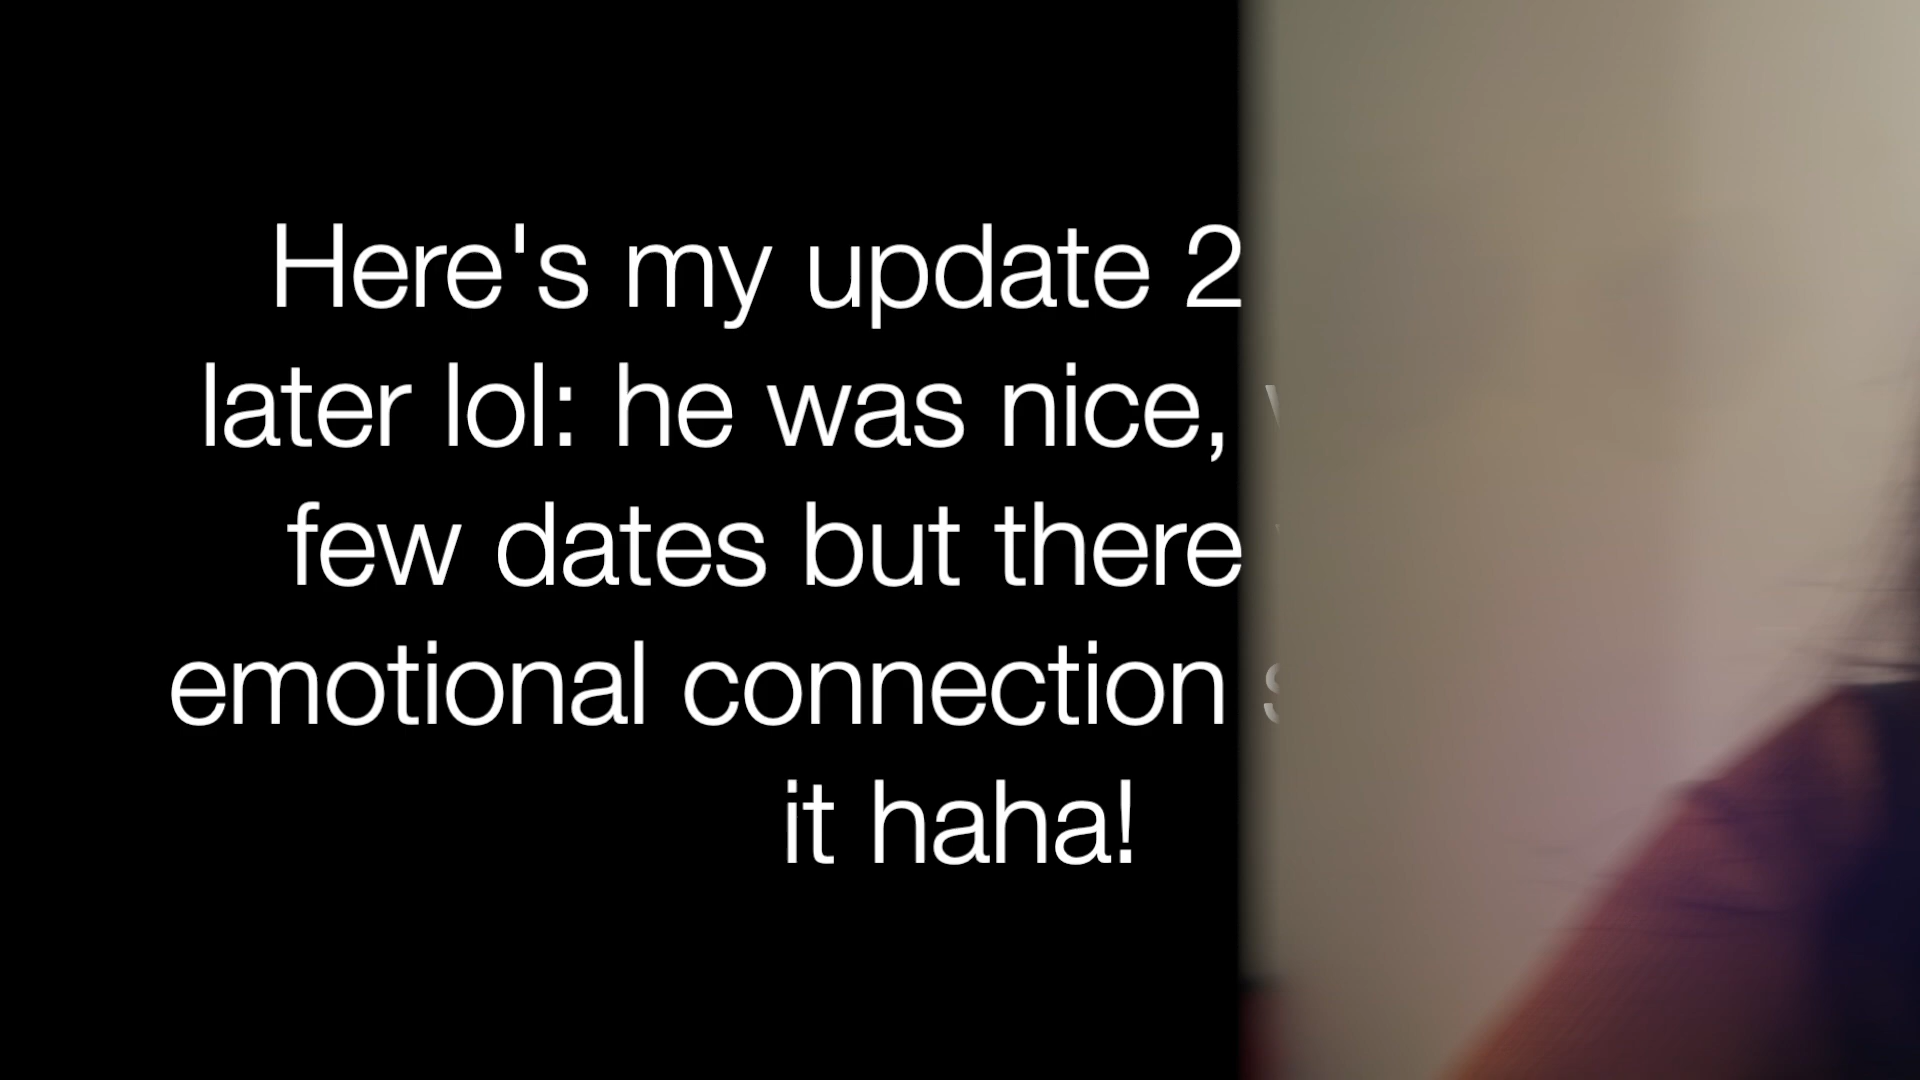 Here's my update 2
later lol: he was nice,
few dates but there
emotional connection
it haha!